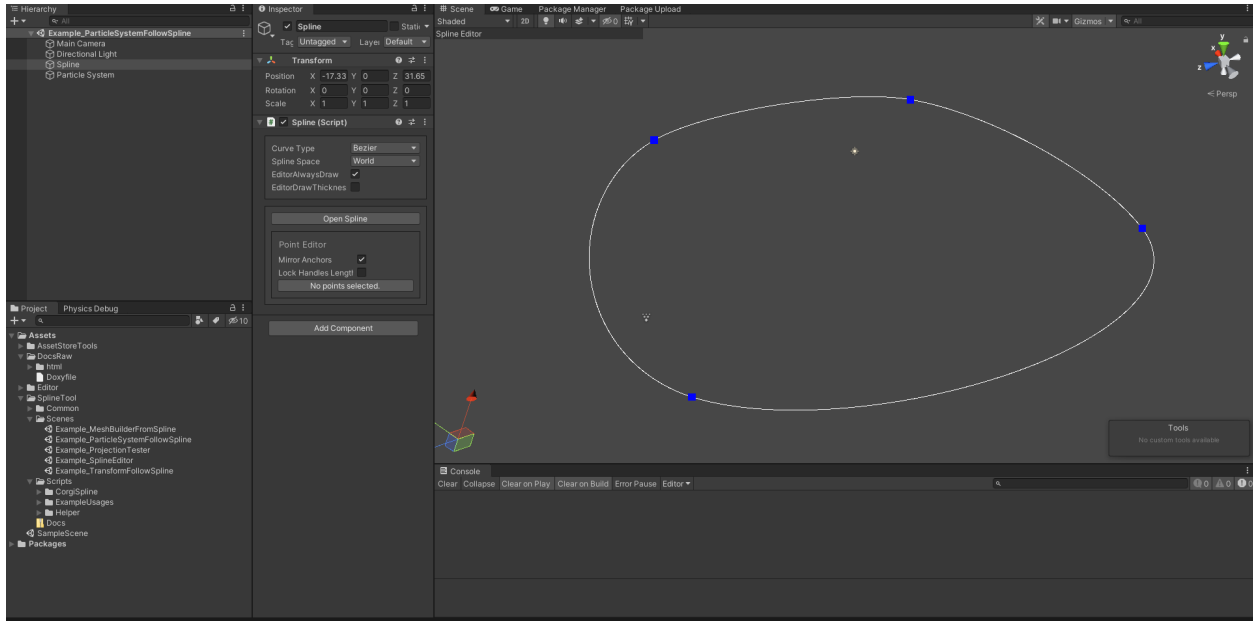 Hierarchy
All
Example_ParticleSystemFollowSpline
Main Camera
Directional Light
Spline
Particle System
Project Physics Debug
10
Assets
AssetStoreTools
DocsRaw
html
Doxyfile
Editor
SplineTool
Common
Scenes
Example_MeshBuilderFromSpline
Example_ParticleSystemFollowSpline
Example_ProjectionTester
Example_SplineEditor
Example_TransformFollowSpline
Scripts
CorgiSpline
ExampleUsages
Helper
Docs
SampleScene
Packages
Inspector
Spline Stati
Tag Untagged Layer Default
Transform
Position X -17.33 Y 0 Z 31.65
Rotation X 0 Y 0 Z 0
Scale X 1 Y 1 Z 1
Spline (Script)
Curve Type Bezier
Spline Space World
EditorAlwaysDraw
EditorDrawThicknes
Open Spline
Point Editor
Mirror Anchors
Lock Handles Lengtl
No points selected.
Add Component
Scene Game Package Manager Package Upload
Shaded 2D 0 Gizmos All
Spline Editor
y
x
z
Persp
Tools
No custom tools available
Console
Clear Collapse Clear on Play Clear on Build Error Pause Editor 0 0 0